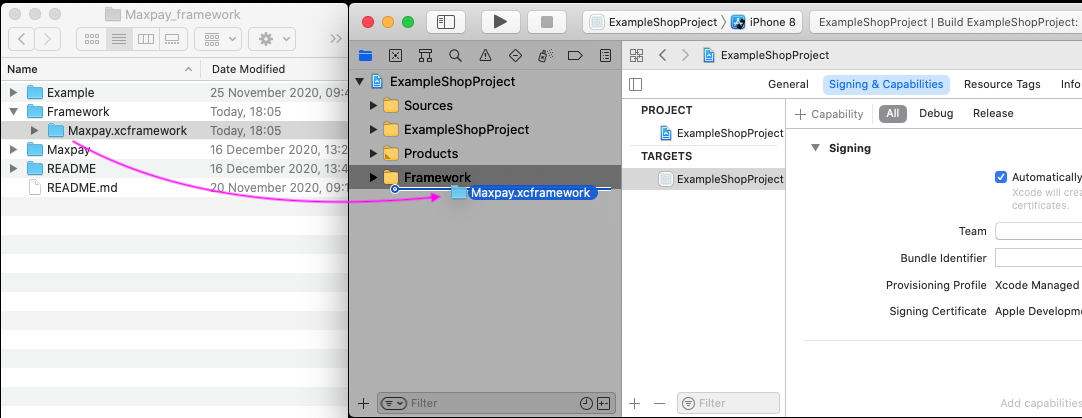 Maxpay_framework
Name Date Modified
Example 25 November 2020, 09:4
Framework Today, 18:05
Maxpay.xcframework Today, 18:05
Maxpay 16 December 2020, 13:2
README 16 December 2020, 13:4
README.md 20 November 2020, 09:1
ExampleShopProject iPhone 8
ExampleShopProject | Build ExampleShopProject:
ExampleShopProject
Sources
ExampleShopProject
Products
Framework
Maxpay.xcframework
Filter
ExampleShopProject
General Signing & Capabilities Resource Tags Info
PROJECT
ExampleShopProject
TARGETS
ExampleShopProject
Filter
+ Capability All Debug Release
Signing
Automatically
Xcode will crea
certificates.
Team
Bundle Identifier
Provisioning Profile Xcode Managed
Signing Certificate Apple Developm
Add capabilities